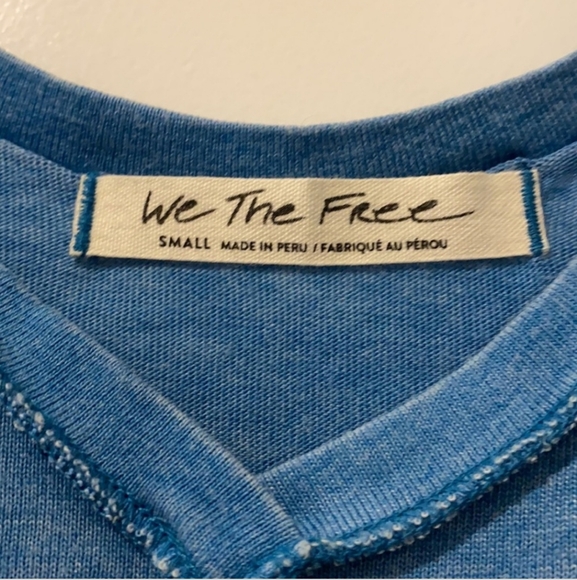 We The Free
SMALL MADE IN PERU / FABRIQUÉ AU PÉROU